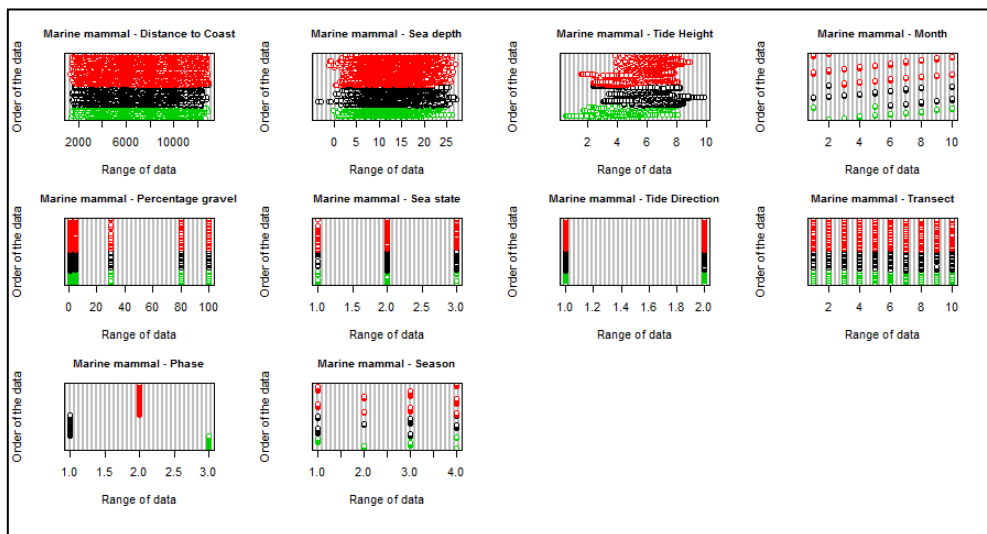 Marine mammal - Distance to Coast
Order of the data
2000 6000 10000
Range of data
Marine mammal - Sea depth
Order of the data
0 5 10 15 20 25
Range of data
Marine mammal - Tide Height
Order of the data
2 4 6 8 10
Range of data
Marine mammal - Month
Order of the data
2 4 6 8 10
Range of data
Marine mammal - Percentage gravel
Order of the data
0 20 40 60 80 100
Range of data
Marine mammal - Sea state
Order of the data
1.0 1.5 2.0 2.5 3.0
Range of data
Marine mammal - Tide Direction
Order of the data
1.0 1.2 1.4 1.6 1.8 2.0
Range of data
Marine mammal - Transect
Order of the data
2 4 6 8 10
Range of data
Marine mammal - Phase
Order of the data
1.0 1.5 2.0 2.5 3.0
Range of data
Marine mammal - Season
Order of the data
1.0 2.0 3.0 4.0
Range of data